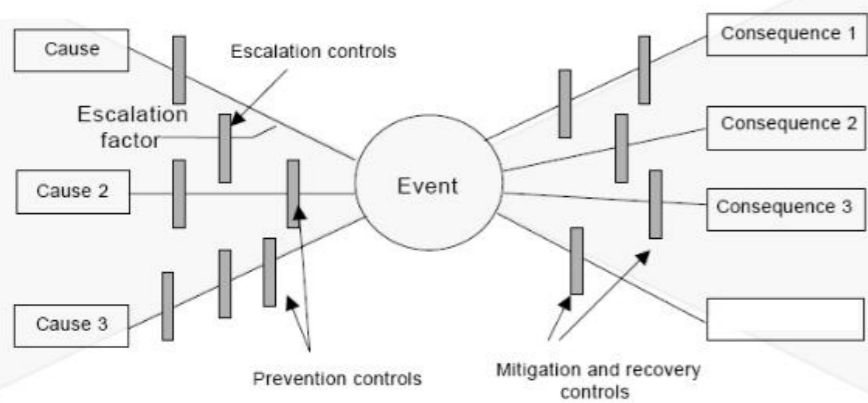 Cause
Escalation controls
Consequence 1
Escalation
factor
Consequence 2
Cause 2
Event
Consequence 3
Cause 3
Prevention controls
Mitigation and recovery
controls